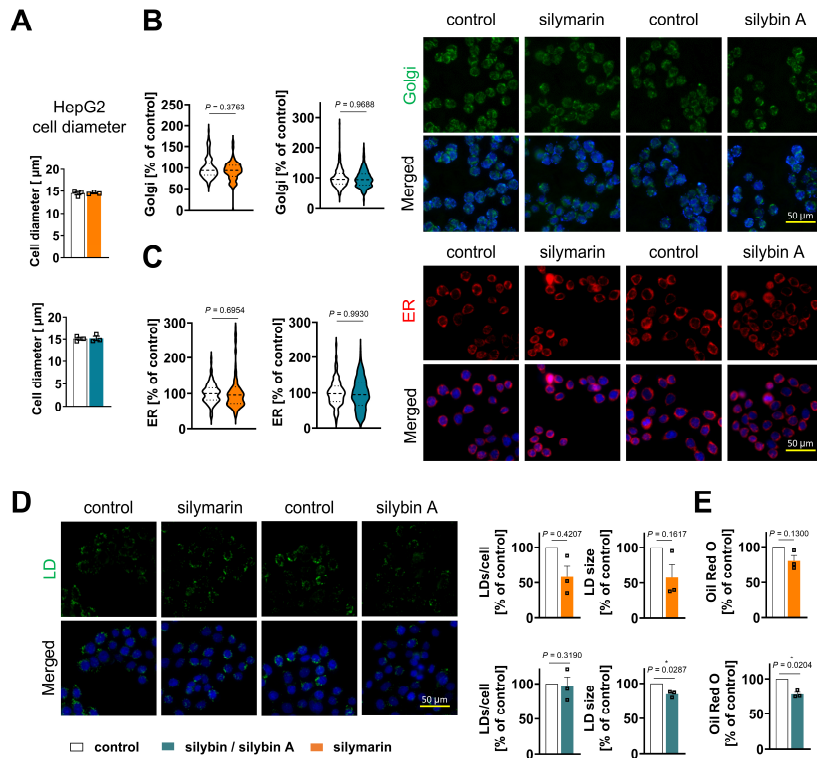 A
HepG2
cell diameter
Cell diameter [ µm]
20
15
10
5
0
Cell diameter [µm]
20
15
10
5
0
B
Golgi [% of control]
250
200
150
100
50
0
P = 0.3763
Golgi [% of control]
300
200
100
0
P = 0.9688
control
silymarin
control
silybin A
Golgi
Merged
50 µm
C
ER [% of control]
300
200
100
0
P = 0.6954
ER [% of control]
300
200
100
0
P = 0.9930
control
silymarin
control
silybin A
ER
Merged
50 µm
D
control
silymarin
control
silybin A
LD
Merged
50 µm
LDs/cell
[% of control]
100
50
0
P = 0.4207
LD size
[% of control]
100
50
0
P = 0.1617
LDs/cell
[% of control]
100
50
0
P = 0.3190
LD size
[% of control]
100
50
0
*
P = 0.0287
E
Oil Red O
[% of control]
100
50
0
P = 0.1300
Oil Red O
[% of control]
100
50
0
P = 0.0204
control
silybin / silybin A
silymarin